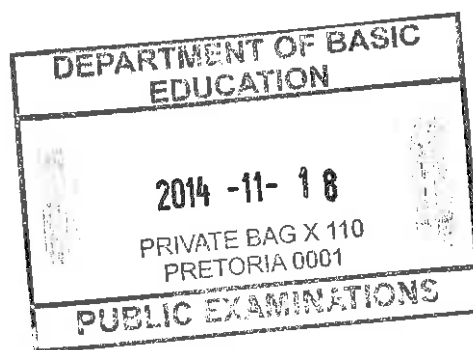 DEPARTMENT OF BASIC
EDUCATION
2014 -11- 18
PRIVATE BAG X 110
PRETORIA 0001
PUBLIC EXAMINATIONS